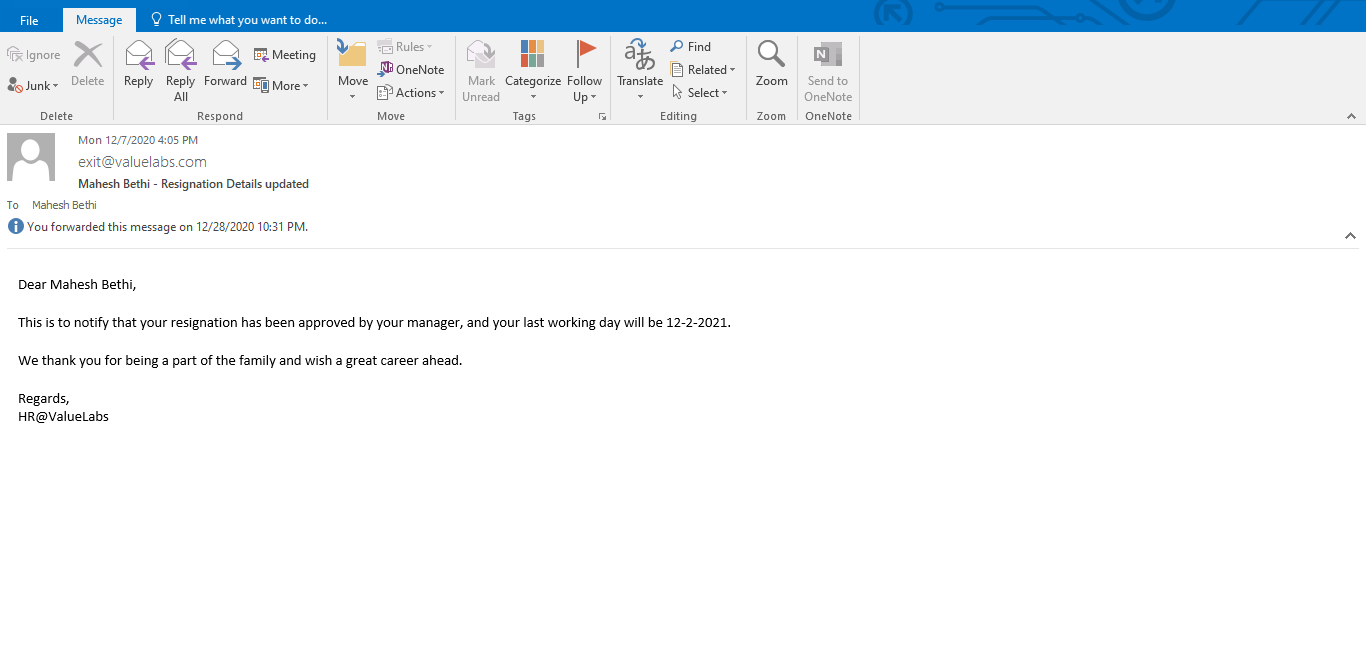 File Message Tell me what you want to do...
Ignore
Junk
Delete
Delete
Reply
Reply All
Forward
Meeting
More
Respond
Move
Rules
OneNote
Actions
Move
Mark Unread
Categorize
Follow Up
Tags
Translate
Find
Related
Select
Editing
Zoom
Zoom
Send to OneNote
OneNote
Mon 12/7/2020 4:05 PM
exit@valuelabs.com
Mahesh Bethi - Resignation Details updated
To Mahesh Bethi
You forwarded this message on 12/28/2020 10:31 PM.
Dear Mahesh Bethi,
This is to notify that your resignation has been approved by your manager, and your last working day will be 12-2-2021.
We thank you for being a part of the family and wish a great career ahead.
Regards,
HR@ValueLabs